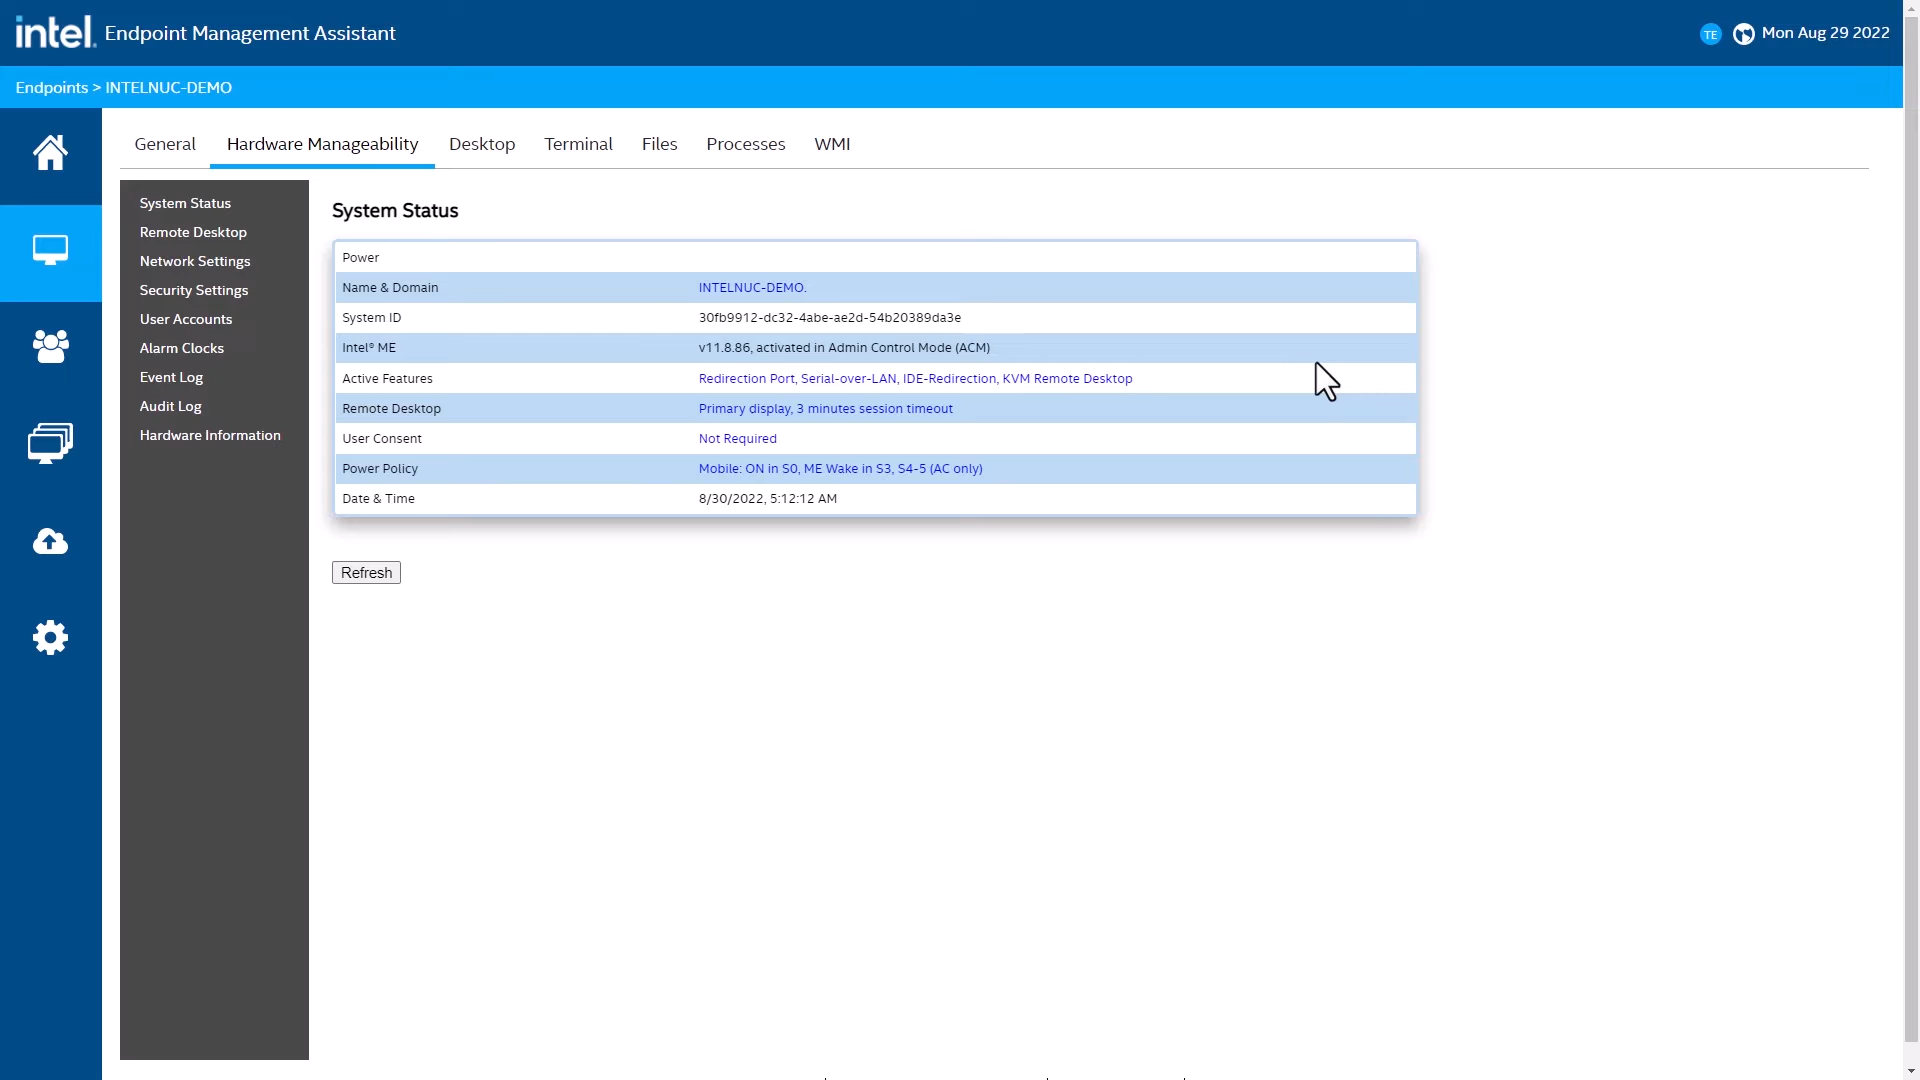 intel. Endpoint Management Assistant
TE Mon Aug 29 2022
Endpoints > INTELNUC-DEMO
General Hardware Manageability Desktop Terminal Files Processes WMI
System Status
Remote Desktop
Network Settings
Security Settings
User Accounts
Alarm Clocks
Event Log
Audit Log
Hardware Information
System Status
Power
Name & Domain INTELNUC-DEMO.
System ID 30fb9912-dc32-4abe-ae2d-54b20389da3e
Intel® ME v11.8.86, activated in Admin Control Mode (ACM)
Active Features Redirection Port, Serial-over-LAN, IDE-Redirection, KVM Remote Desktop
Remote Desktop Primary display, 3 minutes session timeout
User Consent Not Required
Power Policy Mobile: ON in S0, ME Wake in S3, S4-5 (AC only)
Date & Time 8/30/2022, 5:12:12 AM
Refresh